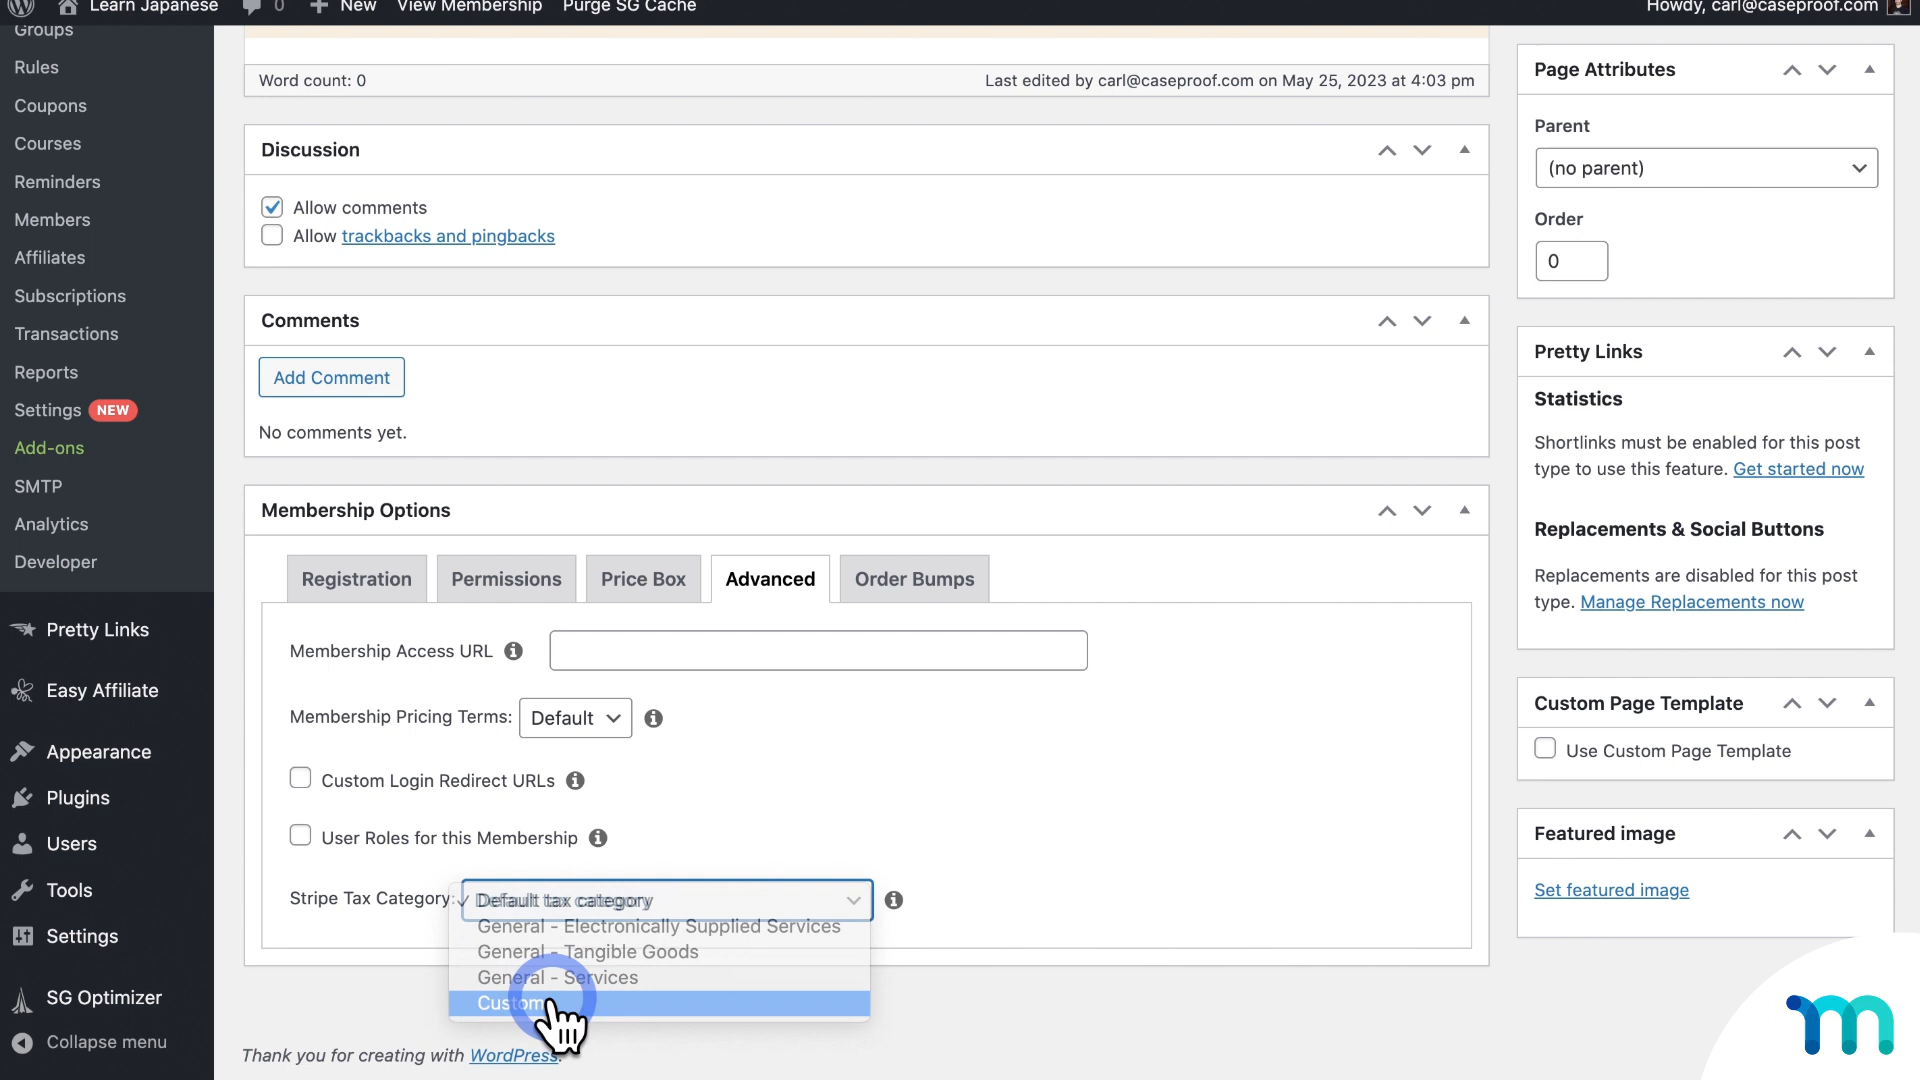 Learn Japanese 0 New View Membership Purge SG Cache Howdy, carl@caseproof.com
Groups
Rules
Coupons
Courses
Reminders
Members
Affiliates
Subscriptions
Transactions
Reports
Settings NEW
Add-ons
SMTP
Analytics
Developer
Pretty Links
Easy Affiliate
Appearance
Plugins
Users
Tools
Settings
SG Optimizer
Collapse menu
Word count: 0 Last edited by carl@caseproof.com on May 25, 2023 at 4:03 pm
Discussion
Allow comments
Allow trackbacks and pingbacks
Comments
Add Comment
No comments yet.
Membership Options
Registration Permissions Price Box Advanced Order Bumps
Membership Access URL
Membership Pricing Terms: Default
Custom Login Redirect URLs
User Roles for this Membership
Stripe Tax Category: Default tax category
General - Electronically Supplied Services
General - Tangible Goods
General - Services
Custom
Thank you for creating with WordPress.
Page Attributes
Parent
(no parent)
Order
0
Pretty Links
Statistics
Shortlinks must be enabled for this post
type to use this feature. Get started now
Replacements & Social Buttons
Replacements are disabled for this post
type. Manage Replacements now
Custom Page Template
Use Custom Page Template
Featured image
Set featured image